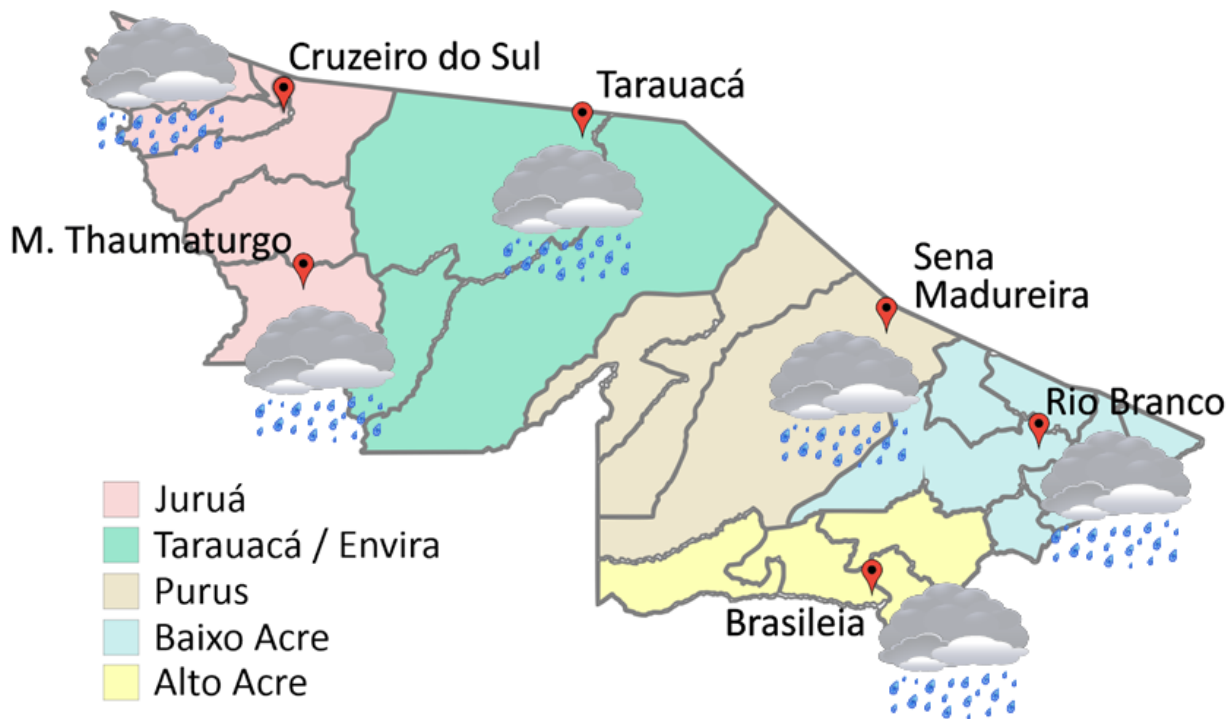 Cruzeiro do Sul
Tarauacá
M. Thaumaturgo
Sena
Madureira
Rio Branco
Brasileia
Juruá
Tarauacá / Envira
Purus
Baixo Acre
Alto Acre